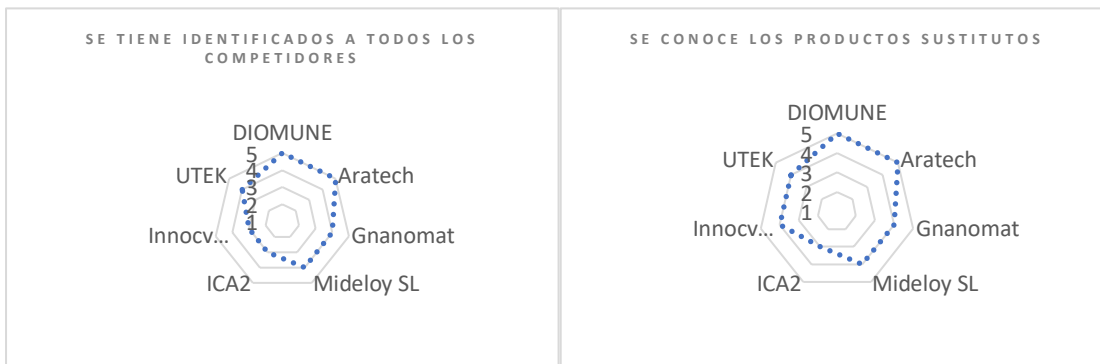 SE TIENE IDENTIFICADOS A TODOS LOS
COMPETIDORES
DIOMUNE
5
4
3
2
1
UTEK
Aratech
Innocv...
Gnanomat
ICA2
Mideloy SL
SE CONOCE LOS PRODUCTOS SUSTITUTOS
DIOMUNE
5
4
3
2
1
UTEK
Aratech
Innocv...
Gnanomat
ICA2
Mideloy SL